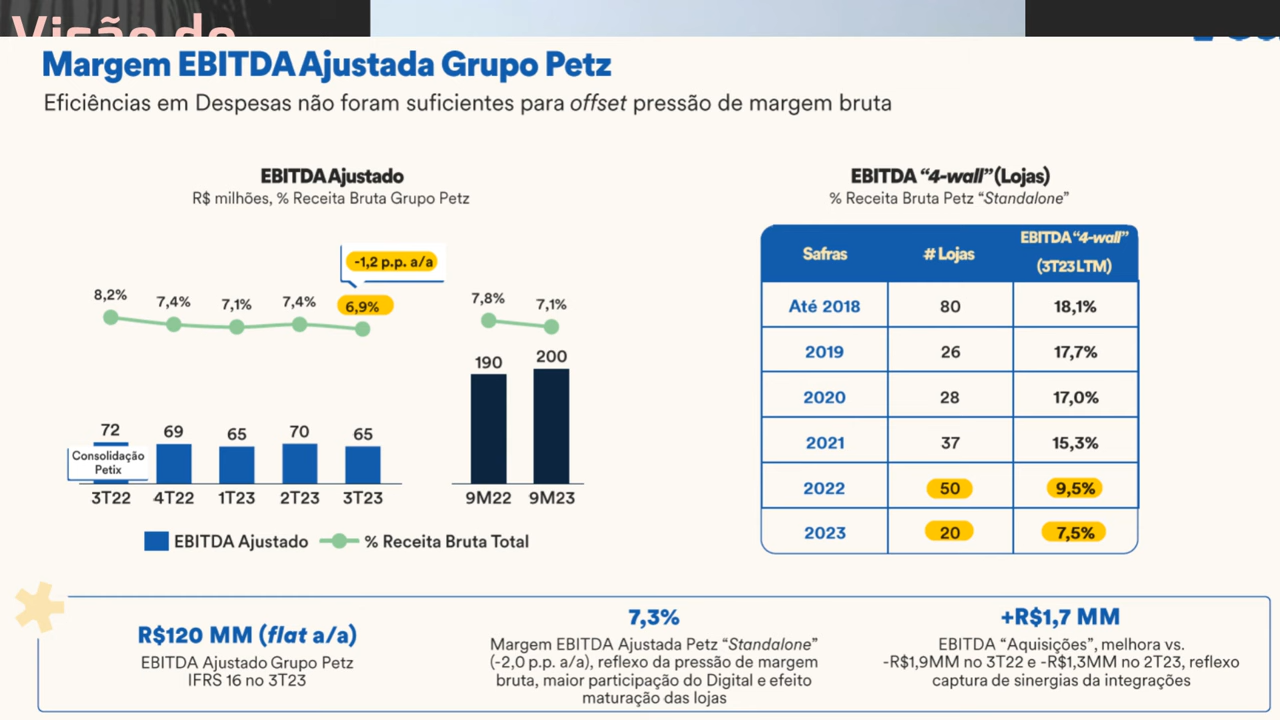 Visão de
Margem EBITDA Ajustada Grupo Petz
Eficiências em Despesas não foram suficientes para offset pressão de margem bruta
EBITDA Ajustado
R$ milhões, % Receita Bruta Grupo Petz
-1,2 p.p. a/a
8,2% 7,4% 7,1% 7,4% 6,9% 7,8% 7,1%
72 69 65 70 65 190 200
Consolidação
Petix
3T22 4T22 1T23 2T23 3T23 9M22 9M23
EBITDA Ajustado % Receita Bruta Total
EBITDA “4-wall” (Lojas)
% Receita Bruta Petz “Standalone”
Safras # Lojas EBITDA “4-wall”
(3T23 LTM)
Até 2018 80 18,1%
2019 26 17,7%
2020 28 17,0%
2021 37 15,3%
2022 50 9,5%
2023 20 7,5%
R$120 MM (flat a/a)
EBITDA Ajustado Grupo Petz
IFRS 16 no 3T23
7,3%
Margem EBITDA Ajustada Petz “Standalone”
(-2,0 p.p. a/a), reflexo da pressão de margem
bruta, maior participação do Digital e efeito
maturação das lojas
+R$1,7 MM
EBITDA “Aquisições”, melhora vs.
-R$1,9MM no 3T22 e -R$1,3MM no 2T23, reflexo
captura de sinergias da integrações